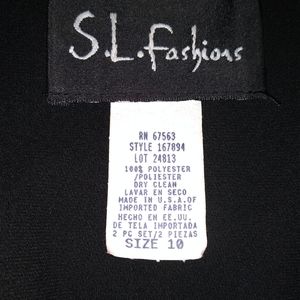 S.L. fashions
RN 67563
STYLE 167894
LOT 24813
100% POLYESTER
/POLIESTER
DRY CLEAN
LAVAR EN SECO
MADE IN U.S.A. OF
IMPORTED FABRIC
HECHO EN EE.UU.
DE TELA IMPORTADA
2 PC SET/2 PIEZAS
SIZE 10